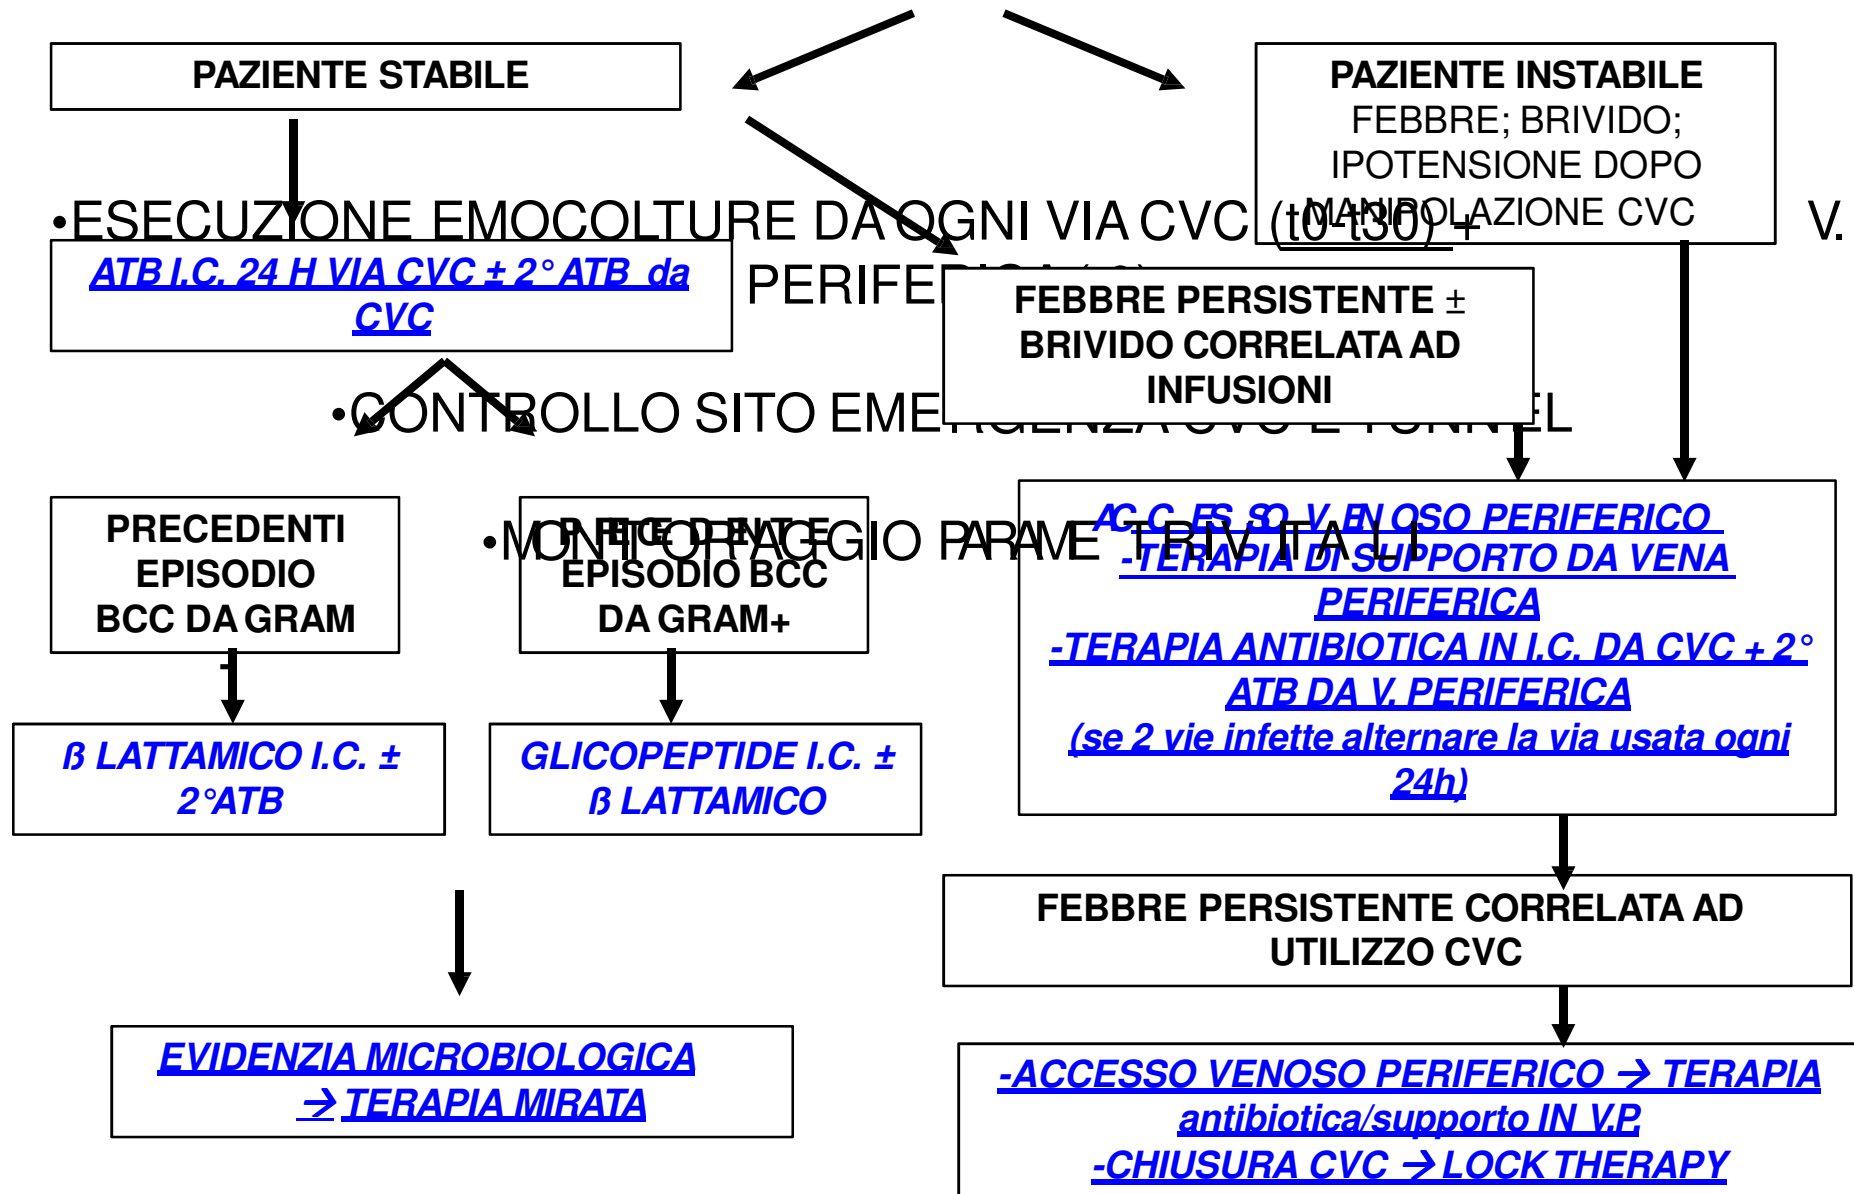 PAZIENTE STABILE
PAZIENTE INSTABILE
FEBBRE; BRIVIDO;
IPOTENSIONE DOPO
MANIPOLAZIONE CVC
•ESECUZIONE EMOCOLTURE DA OGNI VIA CVC (t0-t30) + V.
ATB I.C. 24 H VIA CVC ± 2° ATB da
CVC
FEBBRE PERSISTENTE ±
BRIVIDO CORRELATA AD
INFUSIONI
•CONTROLLO SITO EMERGENZA CVC E TUNNEL
PRECEDENTI
EPISODIO
BCC DA GRAM
-
EPISODIO BCC
DA GRAM+
•MONITORAGGIO PARAMETRI VITALI
ACCESSO VENOSO PERIFERICO
-TERAPIA DI SUPPORTO DA VENA
PERIFERICA
-TERAPIA ANTIBIOTICA IN I.C. DA CVC + 2°
ATB DA V. PERIFERICA
(se 2 vie infette alternare la via usata ogni
24h)
ß LATTAMICO I.C. ±
2°ATB
GLICOPEPTIDE I.C. ±
ß LATTAMICO
FEBBRE PERSISTENTE CORRELATA AD
UTILIZZO CVC
EVIDENZIA MICROBIOLOGICA
→ TERAPIA MIRATA
-ACCESSO VENOSO PERIFERICO → TERAPIA
antibiotica/supporto IN V.P.
-CHIUSURA CVC → LOCK THERAPY